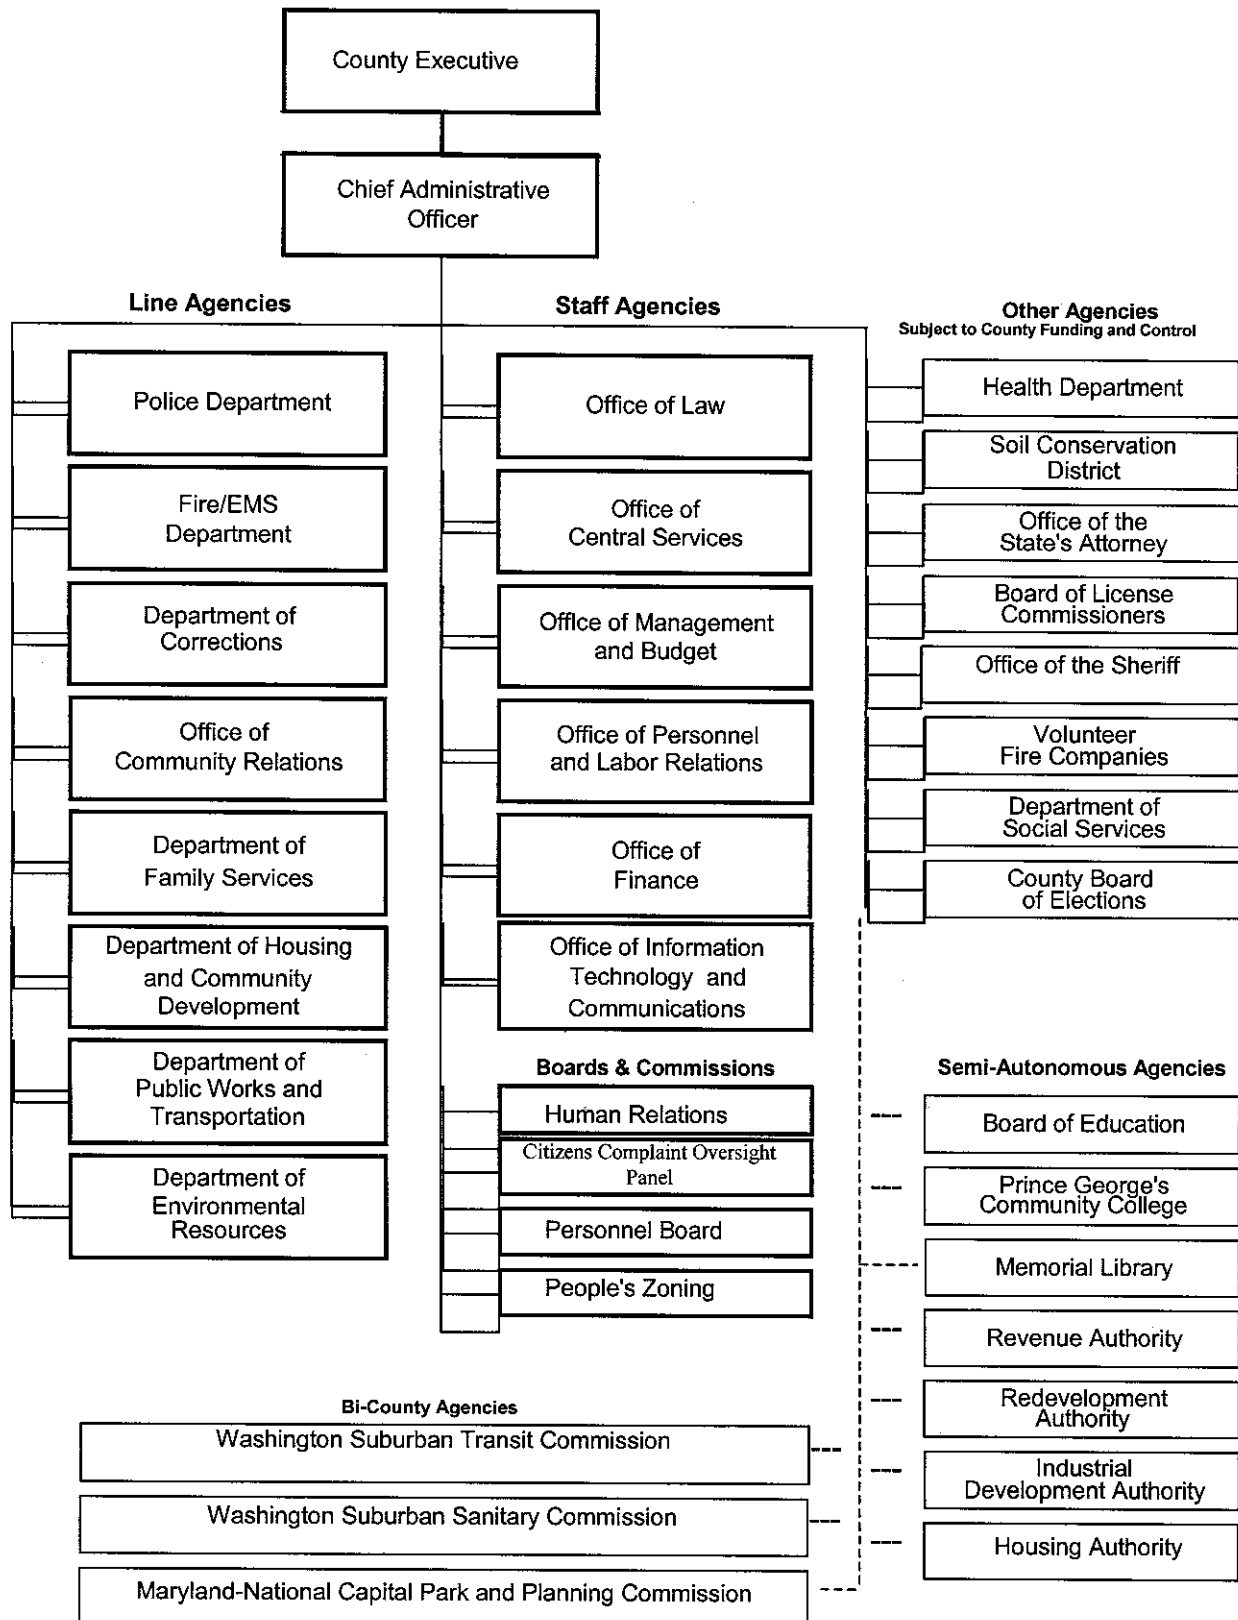 County Executive
Chief Administrative
Officer
Line Agencies
Police Department
Fire/EMS
Department
Department of
Corrections
Office of
Community Relations
Department of
Family Services
Department of Housing
and Community
Development
Department of
Public Works and
Transportation
Department of
Environmental
Resources
Staff Agencies
Office of Law
Office of
Central Services
Office of Management
and Budget
Office of Personnel
and Labor Relations
Office of
Finance
Office of Information
Technology and
Communications
Boards & Commissions
Human Relations
Citizens Complaint Oversight
Panel
Personnel Board
People's Zoning
Other Agencies
Subject to County Funding and Control
Health Department
Soil Conservation
District
Office of the
State's Attorney
Board of License
Commissioners
Office of the Sheriff
Volunteer
Fire Companies
Department of
Social Services
County Board
of Elections
Semi-Autonomous Agencies
Board of Education
Prince George's
Community College
Memorial Library
Revenue Authority
Redevelopment
Authority
Industrial
Development Authority
Housing Authority
Bi-County Agencies
Washington Suburban Transit Commission
Washington Suburban Sanitary Commission
Maryland-National Capital Park and Planning Commission